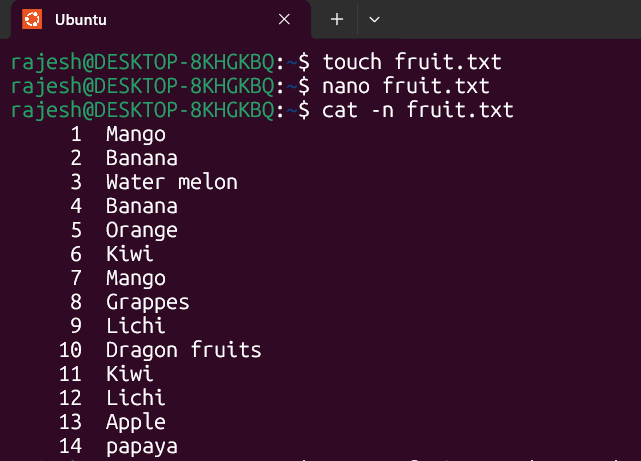 Ubuntu
rajesh@DESKTOP-8KHGKBQ:~$ touch fruit.txt
rajesh@DESKTOP-8KHGKBQ:~$ nano fruit.txt
rajesh@DESKTOP-8KHGKBQ:~$ cat -n fruit.txt
1 Mango
2 Banana
3 Water melon
4 Banana
5 Orange
6 Kiwi
7 Mango
8 Grappes
9 Lichi
10 Dragon fruits
11 Kiwi
12 Lichi
13 Apple
14 papaya